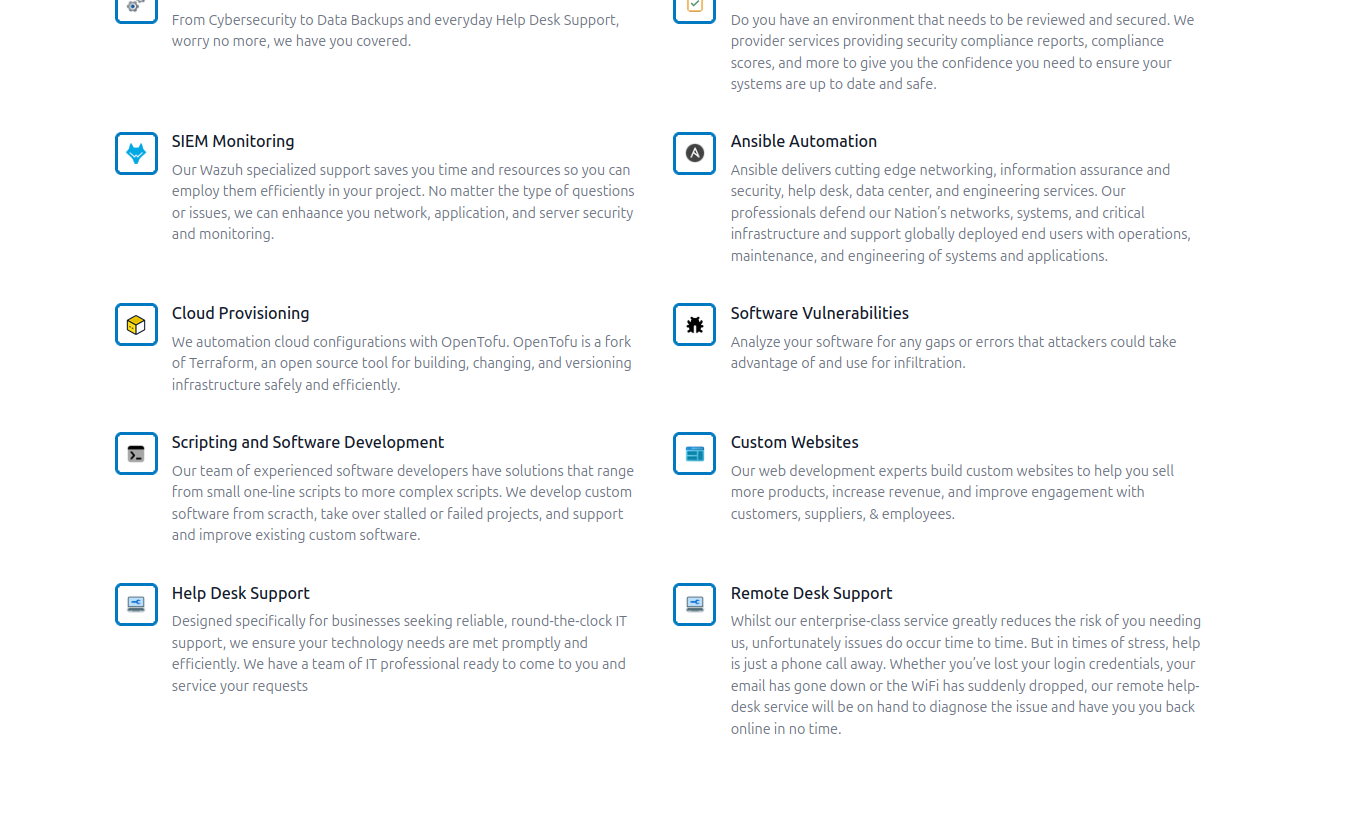 From Cybersecurity to Data Backups and everyday Help Desk Support,
worry no more, we have you covered.
Do you have an environment that needs to be reviewed and secured. We
provider services providing security compliance reports, compliance
scores, and more to give you the confidence you need to ensure your
systems are up to date and safe.
SIEM Monitoring
Our Wazuh specialized support saves you time and resources so you can
employ them efficiently in your project. No matter the type of questions
or issues, we can enhaance you network, application, and server security
and monitoring.
Ansible Automation
Ansible delivers cutting edge networking, information assurance and
security, help desk, data center, and engineering services. Our
professionals defend our Nation’s networks, systems, and critical
infrastructure and support globally deployed end users with operations,
maintenance, and engineering of systems and applications.
Cloud Provisioning
We automation cloud configurations with OpenTofu. OpenTofu is a fork
of Terraform, an open source tool for building, changing, and versioning
infrastructure safely and efficiently.
Software Vulnerabilities
Analyze your software for any gaps or errors that attackers could take
advantage of and use for infiltration.
Scripting and Software Development
Our team of experienced software developers have solutions that range
from small one-line scripts to more complex scripts. We develop custom
software from scracth, take over stalled or failed projects, and support
and improve existing custom software.
Custom Websites
Our web development experts build custom websites to help you sell
more products, increase revenue, and improve engagement with
customers, suppliers, & employees.
Help Desk Support
Designed specifically for businesses seeking reliable, round-the-clock IT
support, we ensure your technology needs are met promptly and
efficiently. We have a team of IT professional ready to come to you and
service your requests
Remote Desk Support
Whilst our enterprise-class service greatly reduces the risk of you needing
us, unfortunately issues do occur time to time. But in times of stress, help
is just a phone call away. Whether you’ve lost your login credentials, your
email has gone down or the WiFi has suddenly dropped, our remote help-
desk service will be on hand to diagnose the issue and have you you back
online in no time.